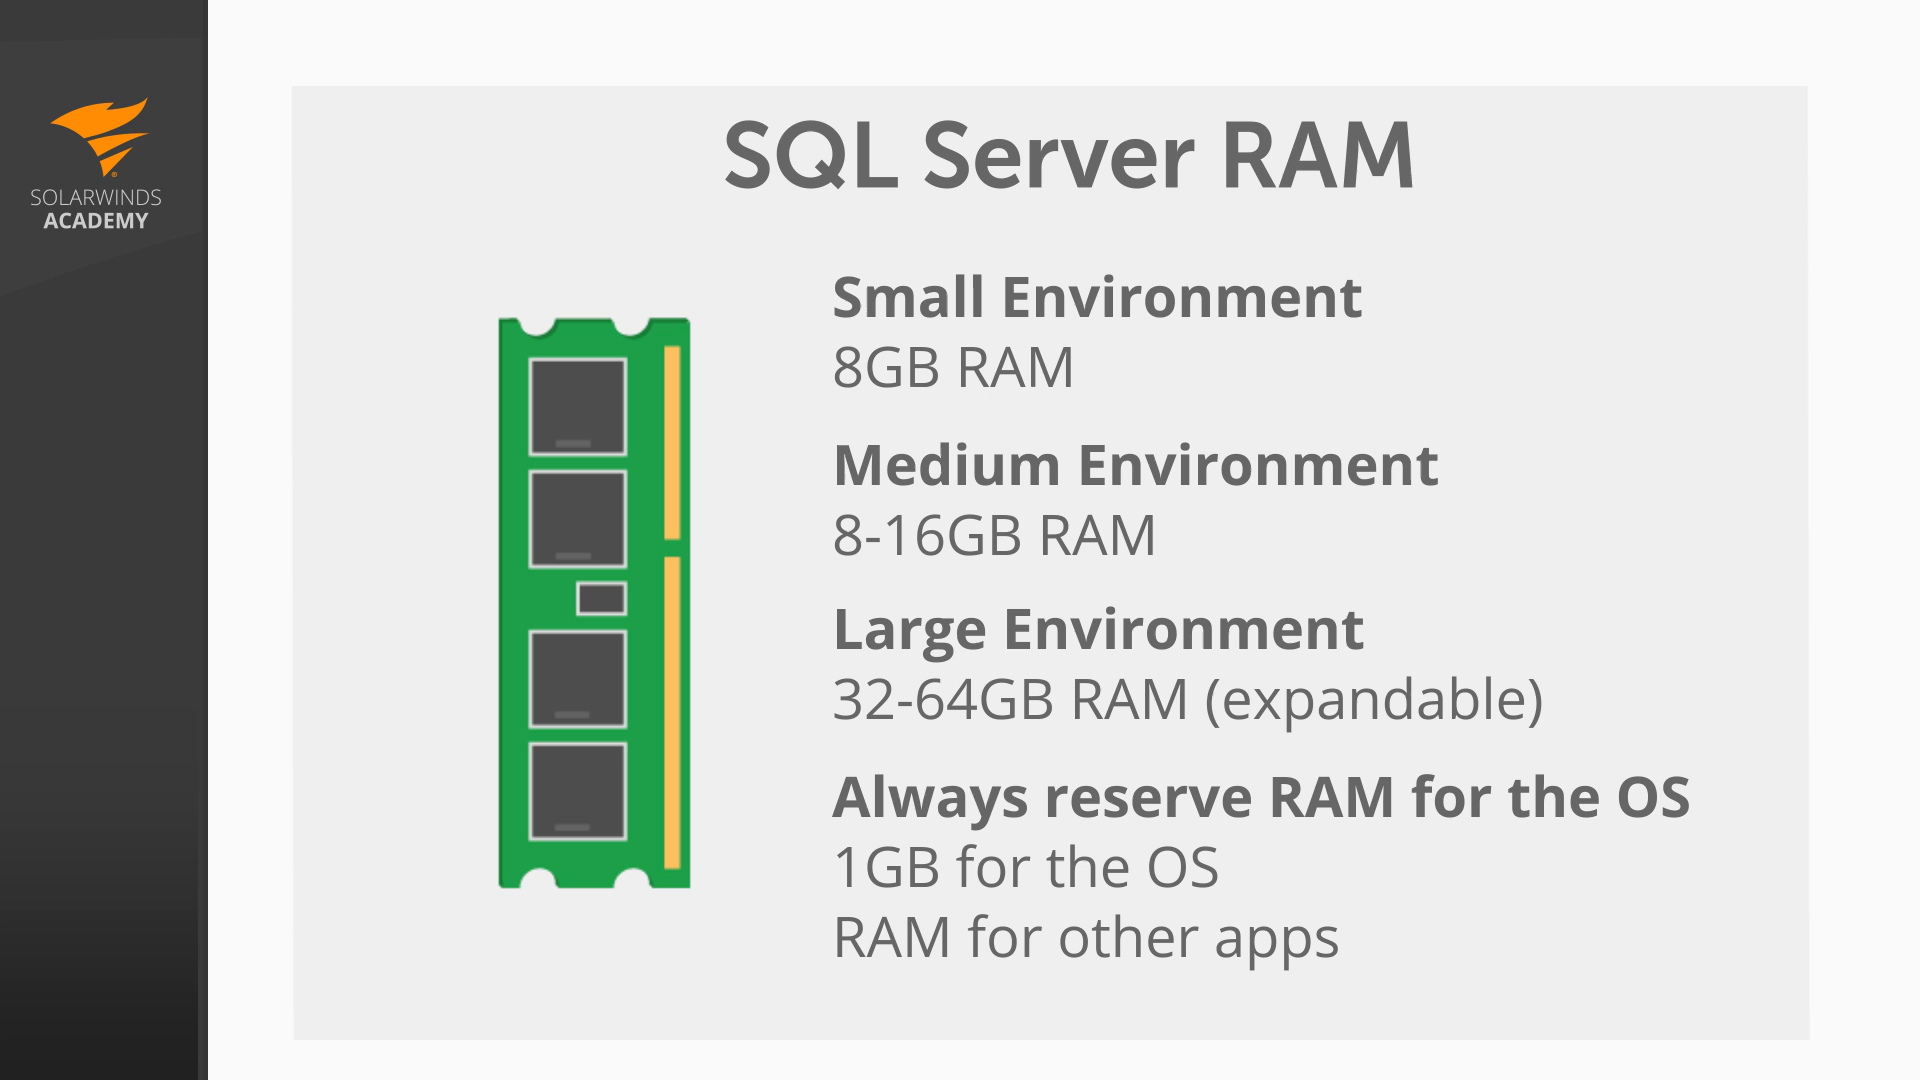 SOLARWINDS
ACADEMY
SQL Server RAM
Small Environment
8GB RAM
Medium Environment
8-16GB RAM
Large Environment
32-64GB RAM (expandable)
Always reserve RAM for the OS
1GB for the OS
RAM for other apps